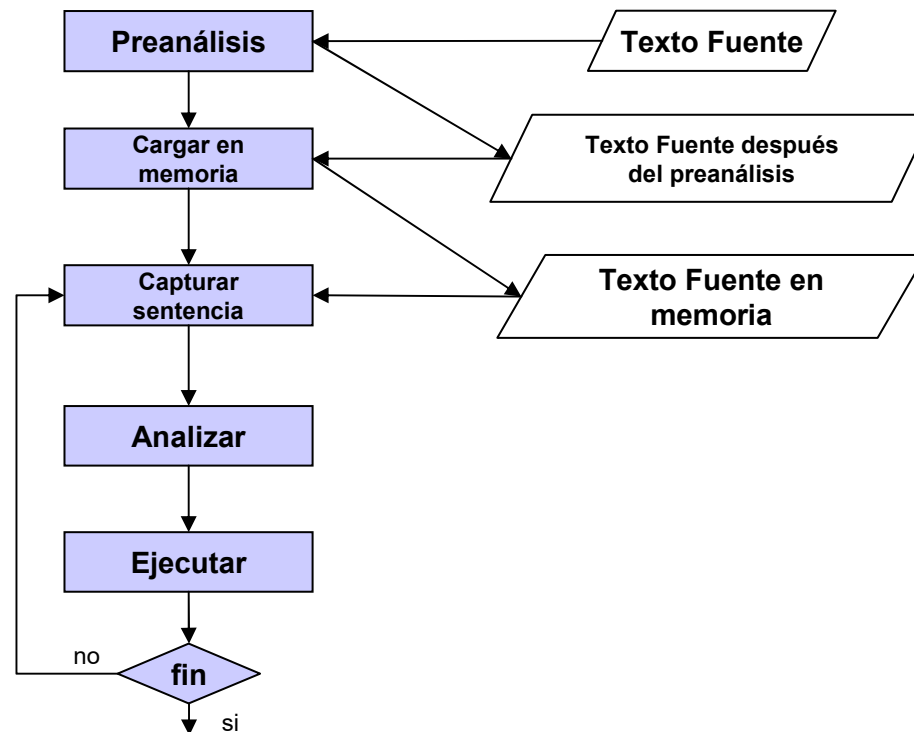 Preanálisis
Texto Fuente
Cargar en
memoria
Texto Fuente después
del preanálisis
Capturar
sentencia
Texto Fuente en
memoria
Analizar
Ejecutar
no
fin
si